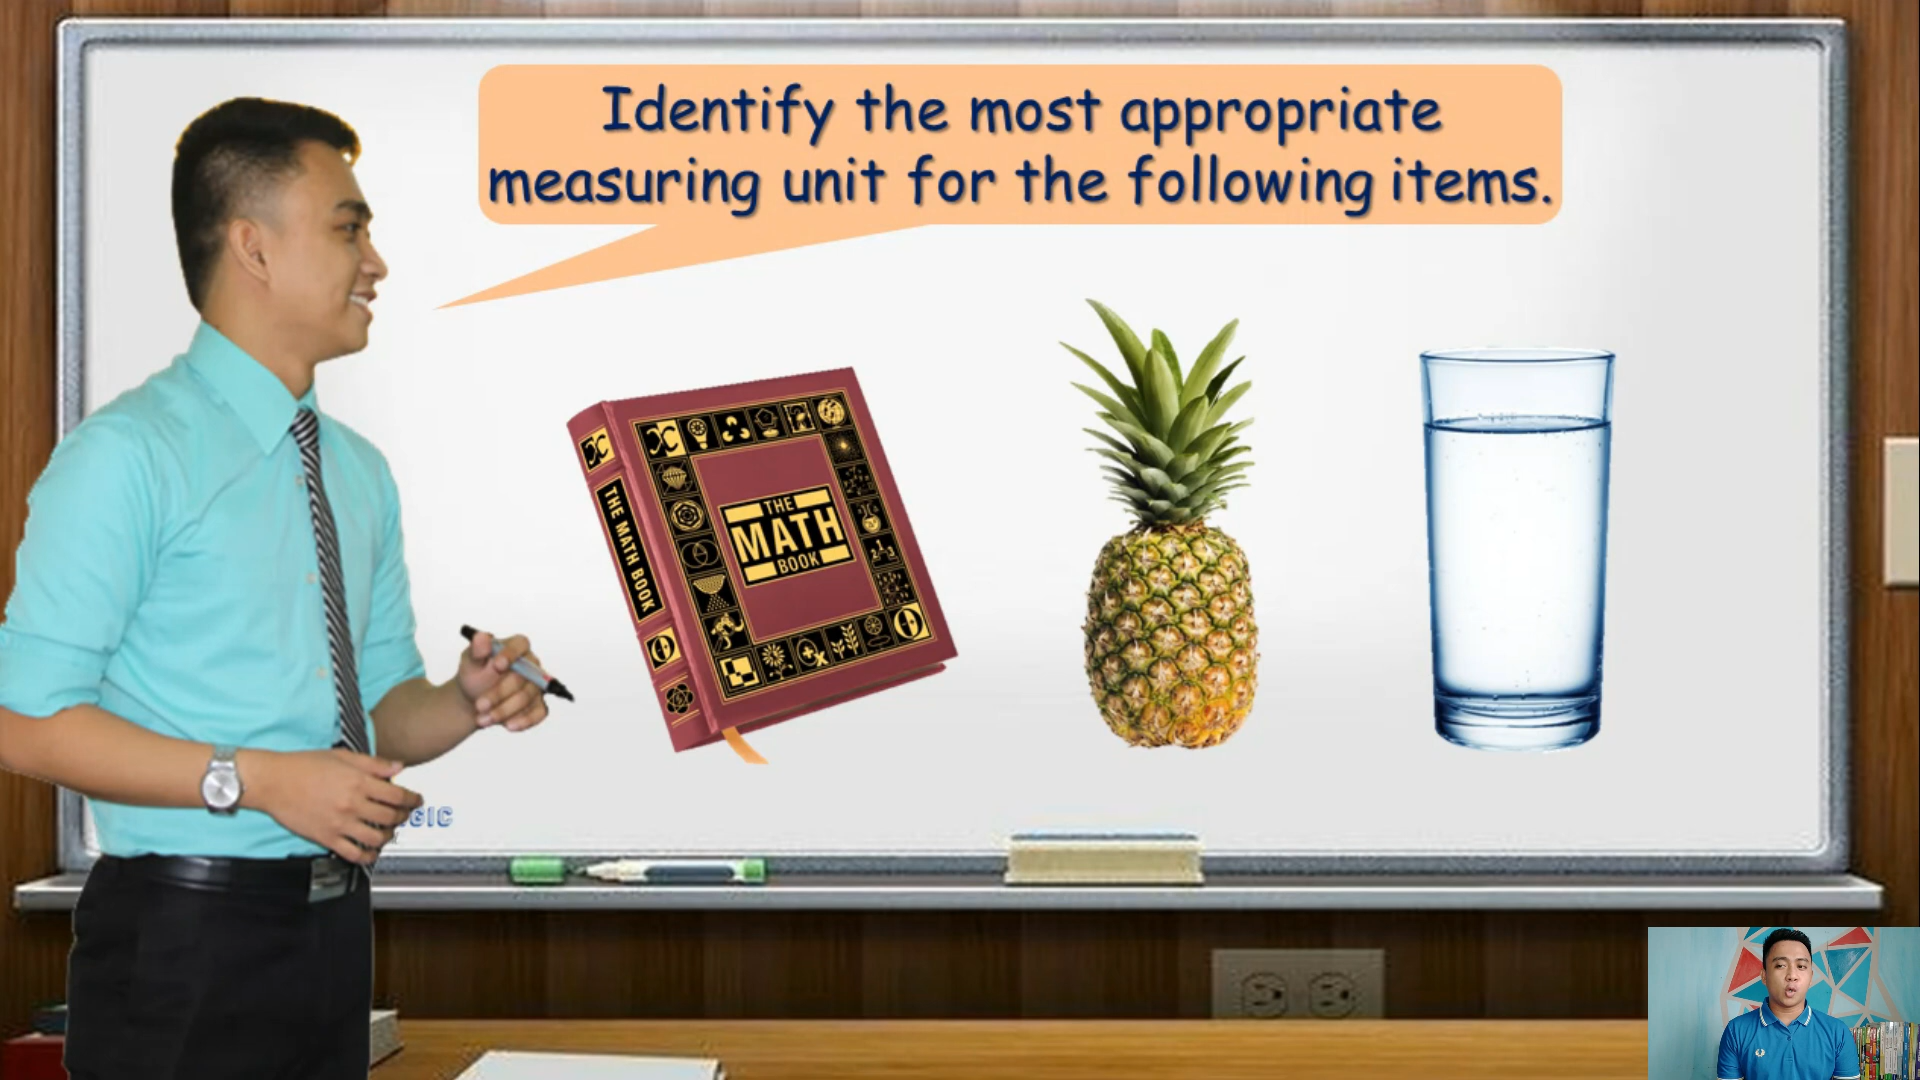 Identify the most appropriate
measuring unit for the following items.
THE MATH BOOK
THE
MATH
BOOK
GIC